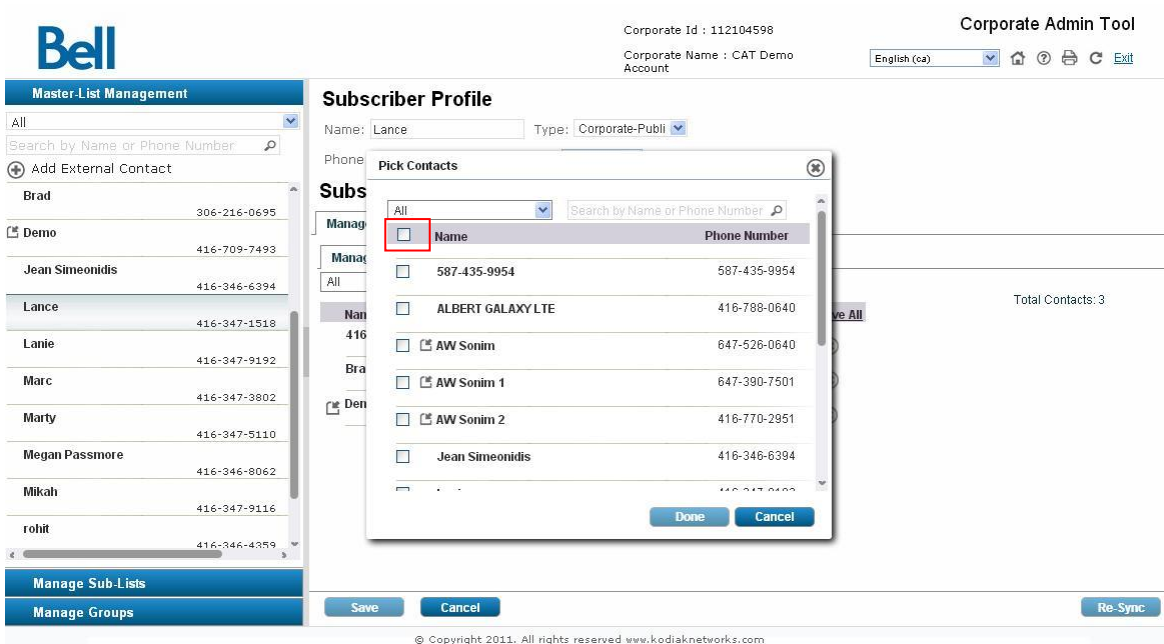 Bell
Corporate Id : 112104598
Corporate Name : CAT Demo
Account
Corporate Admin Tool
English (ca)
Exit
Master-List Management
All
Search by Name or Phone Number
Add External Contact
Brad
306-216-0695
Demo
416-709-7493
Jean Simeonidis
416-346-6394
Lance
416-347-1518
Lanie
416-347-9192
Marc
416-347-3802
Marty
416-347-5110
Megan Passmore
416-346-8062
Mikah
416-347-9116
rohit
416-346-4359
Manage Sub-Lists
Manage Groups
Subscriber Profile
Name: Lance Type: Corporate-Publi
Phone
Subs
Manag
Manag
All
Total Contacts: 3
Nan
ve All
416
Bra
Den
Pick Contacts
All
Search by Name or Phone Number
Name Phone Number
587-435-9954 587-435-9954
ALBERT GALAXY LTE 416-788-0640
AW Sonim 647-526-0640
AW Sonim 1 647-390-7501
AW Sonim 2 416-770-2951
Jean Simeonidis 416-346-6394
Done Cancel
Save Cancel Re-Sync
© Copyright 2011. All rights reserved www.kodiaknetworks.com